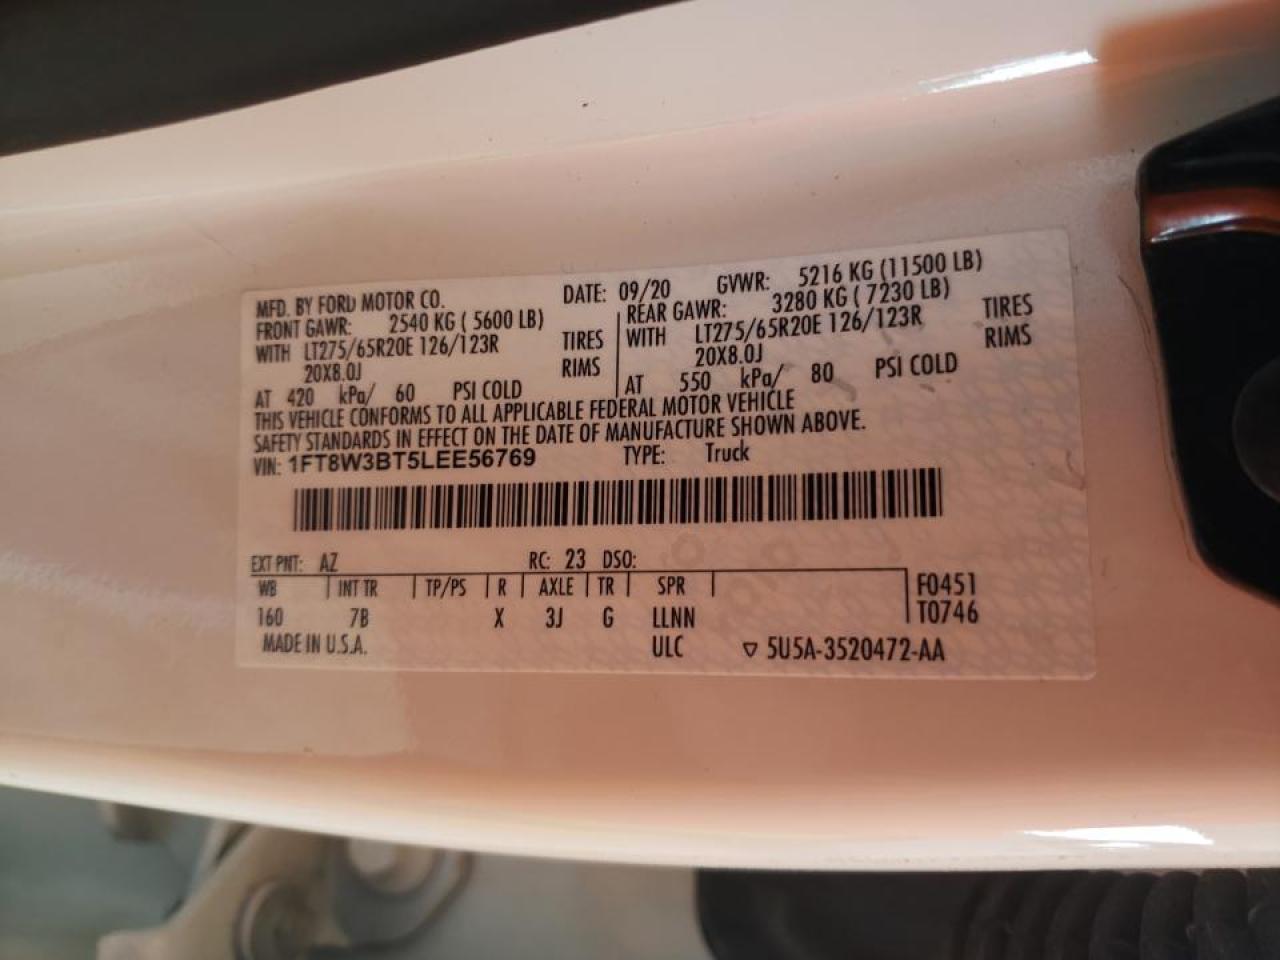 MFD. BY FORD MOTOR CO. DATE: 09/20 GVWR: 5216 KG (11500 LB)
FRONT GAWR: 2540 KG ( 5600 LB) REAR GAWR: 3280 KG ( 7230 LB)
WITH LT275/65R20E 126/123R TIRES WITH LT275/65R20E 126/123R TIRES
20X8.0J RIMS 20X8.0J RIMS
AT 420 kPa/ 60 PSI COLD AT 550 kPa/ 80 PSI COLD
THIS VEHICLE CONFORMS TO ALL APPLICABLE FEDERAL MOTOR VEHICLE
SAFETY STANDARDS IN EFFECT ON THE DATE OF MANUFACTURE SHOWN ABOVE.
VIN: 1FT8W3BT5LEE56769 TYPE: Truck
EXT PNT: AZ RC: 23 DSO:
WB INT TR TP/PS R AXLE TR SPR F0451
160 7B X 3J G LLNN T0746
MADE IN U.S.A. ULC ▽ 5U5A-3520472-AA